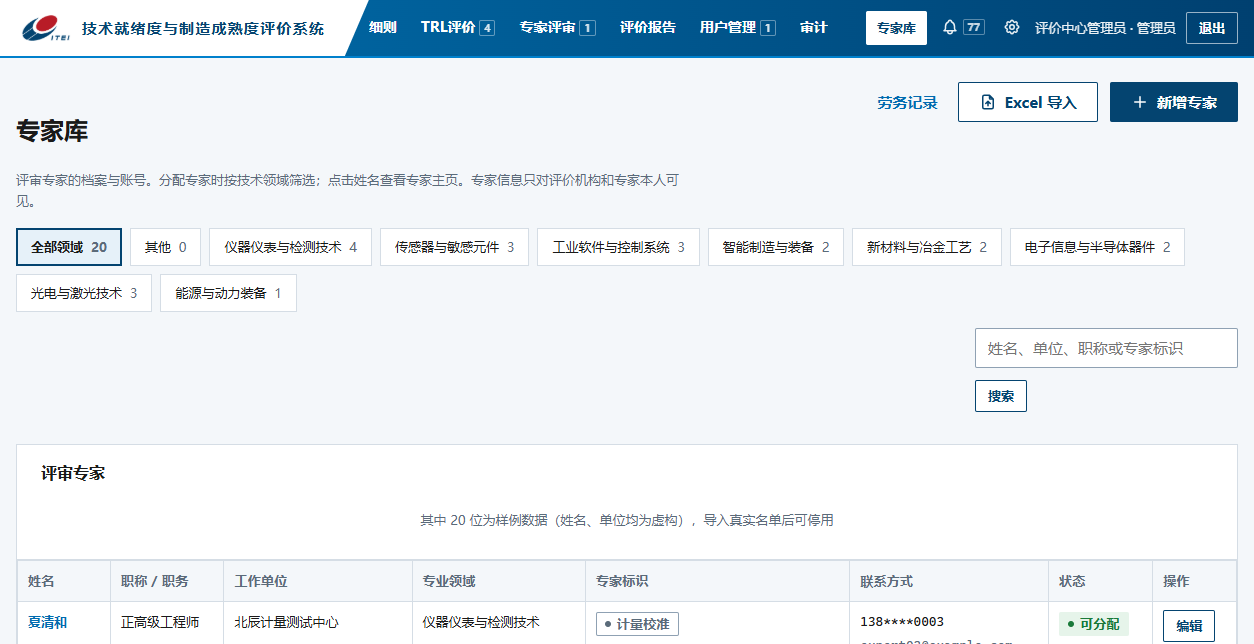 ITEI 技术就绪度与制造成熟度评价系统 细则 TRL评价 4 专家评审 1 评价报告 用户管理 1 审计 专家库 77 评价中心管理员 · 管理员 退出
劳务记录 Excel 导入 + 新增专家
专家库
评审专家的档案与账号。分配专家时按技术领域筛选；点击姓名查看专家主页。专家信息只对评价机构和专家本人可
见。
全部领域 20 其他 0 仪器仪表与检测技术 4 传感器与敏感元件 3 工业软件与控制系统 3 智能制造与装备 2 新材料与冶金工艺 2 电子信息与半导体器件 2
光电与激光技术 3 能源与动力装备 1
姓名、单位、职称或专家标识
搜索
评审专家
其中 20 位为样例数据（姓名、单位均为虚构），导入真实名单后可停用
姓名 职称 / 职务 工作单位 专业领域 专家标识 联系方式 状态 操作
夏清和 正高级工程师 北辰计量测试中心 仪器仪表与检测技术 计量校准 138****0003 可分配 编辑